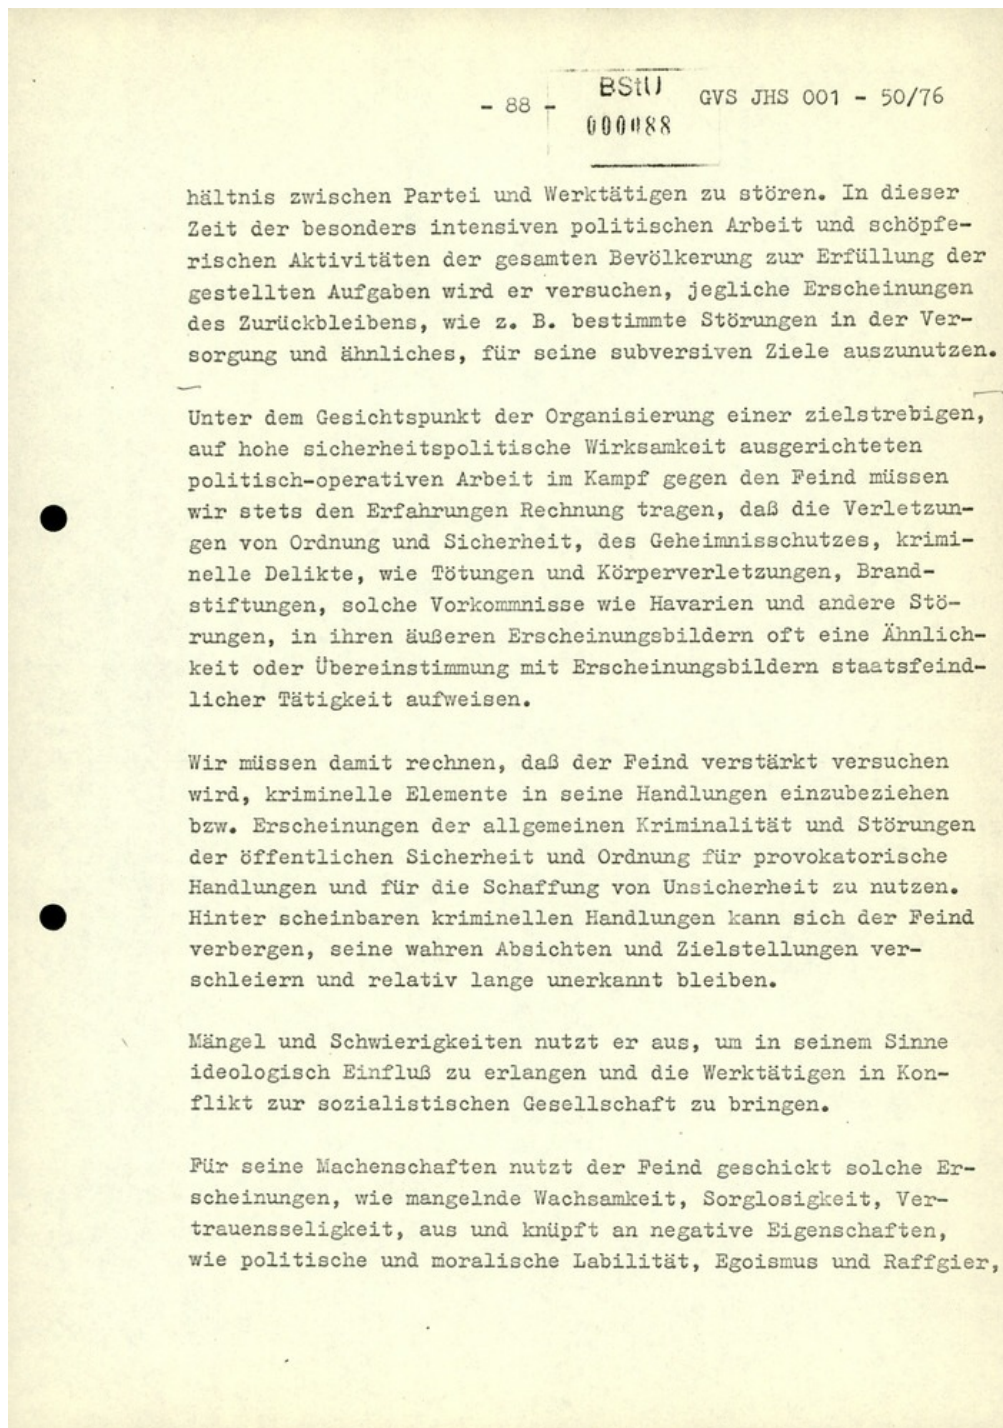 - 88 -
BStU
000088
GVS JHS 001 - 50/76
hältnis zwischen Partei und Werktätigen zu stören. In dieser
Zeit der besonders intensiven politischen Arbeit und schöpfe-
rischen Aktivitäten der gesamten Bevölkerung zur Erfüllung der
gestellten Aufgaben wird er versuchen, jegliche Erscheinungen
des Zurückbleibens, wie z. B. bestimmte Störungen in der Ver-
sorgung und ähnliches, für seine subversiven Ziele auszunutzen.
Unter dem Gesichtspunkt der Organisierung einer zielstrebigen,
auf hohe sicherheitspolitische Wirksamkeit ausgerichteten
politisch-operativen Arbeit im Kampf gegen den Feind müssen
wir stets den Erfahrungen Rechnung tragen, daß die Verletzun-
gen von Ordnung und Sicherheit, des Geheimnisschutzes, krimi-
nelle Delikte, wie Tötungen und Körperverletzungen, Brand-
stiftungen, solche Vorkommnisse wie Havarien und andere Stö-
rungen, in ihren äußeren Erscheinungsbildern oft eine Ähnlich-
keit oder Übereinstimmung mit Erscheinungsbildern staatsfeind-
licher Tätigkeit aufweisen.
Wir müssen damit rechnen, daß der Feind verstärkt versuchen
wird, kriminelle Elemente in seine Handlungen einzubeziehen
bzw. Erscheinungen der allgemeinen Kriminalität und Störungen
der öffentlichen Sicherheit und Ordnung für provokatorische
Handlungen und für die Schaffung von Unsicherheit zu nutzen.
Hinter scheinbaren kriminellen Handlungen kann sich der Feind
verbergen, seine wahren Absichten und Zielstellungen ver-
schleiern und relativ lange unerkannt bleiben.
Mängel und Schwierigkeiten nutzt er aus, um in seinem Sinne
ideologisch Einfluß zu erlangen und die Werktätigen in Kon-
flikt zur sozialistischen Gesellschaft zu bringen.
Für seine Machenschaften nutzt der Feind geschickt solche Er-
scheinungen, wie mangelnde Wachsamkeit, Sorglosigkeit, Ver-
trauensseligkeit, aus und knüpft an negative Eigenschaften,
wie politische und moralische Labilität, Egoismus und Raffgier,